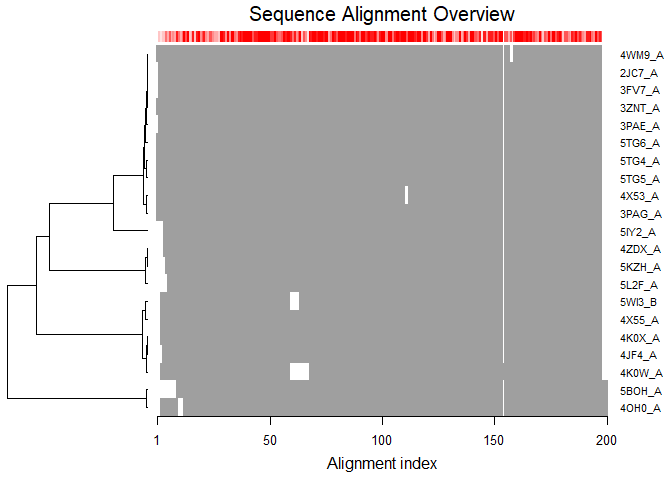 Sequence Alignment Overview
4WM9_A
2JC7_A
3FV7_A
3ZNT_A
3PAE_A
5TG6_A
5TG4_A
5TG5_A
4X53_A
3PAG_A
5IY2_A
4ZDX_A
5KZH_A
5L2F_A
5WI3_B
4X55_A
4K0X_A
4JF4_A
4K0W_A
5BOH_A
4OH0_A
1 50 100 150 200
Alignment index